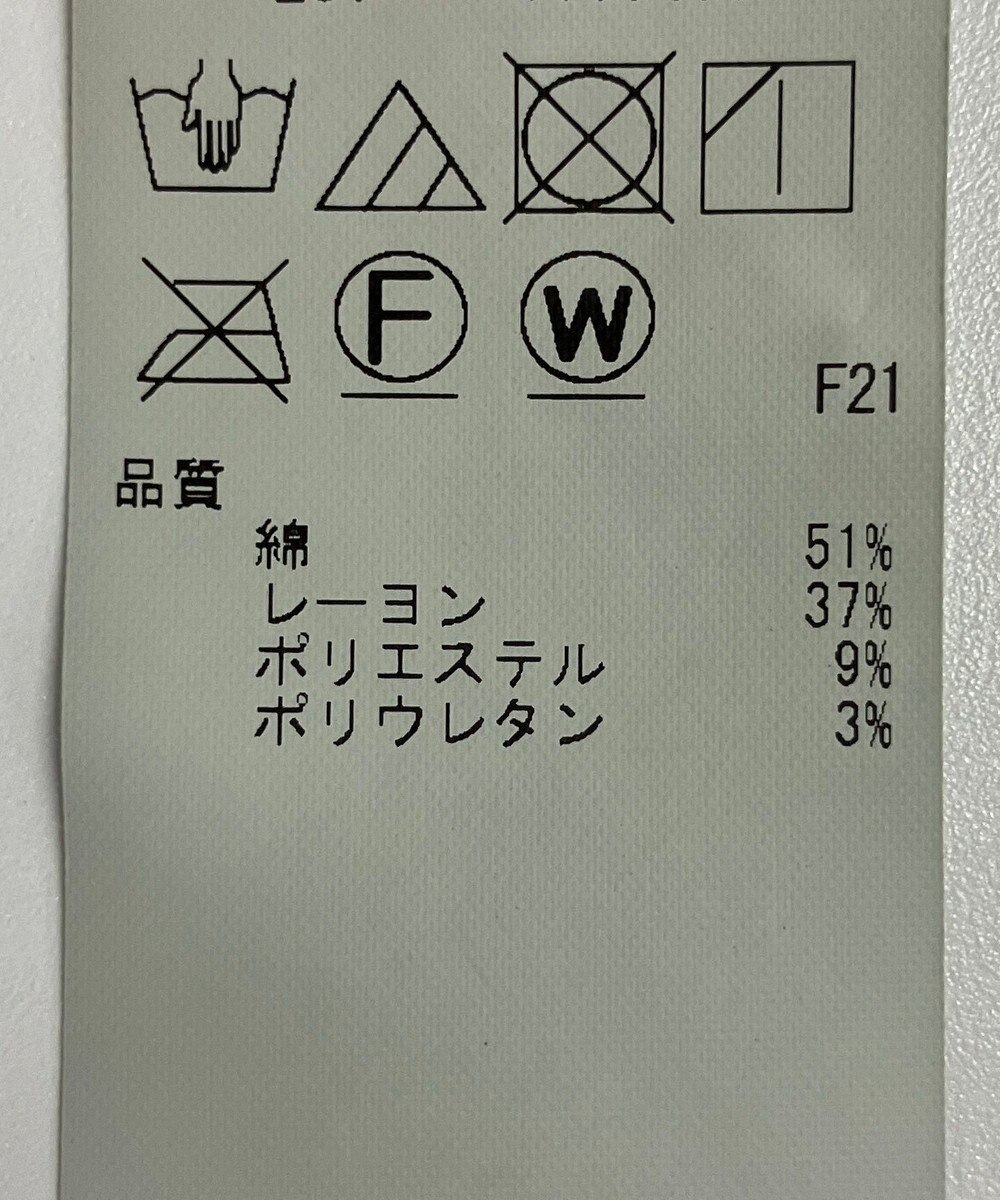 F W
F21
品質
綿 51%
レーヨン 37%
ポリエステル 9%
ポリウレタン 3%